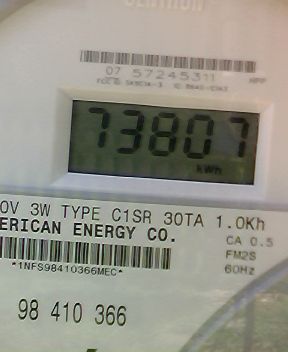 CENTRON
07 57245311
73807
kWh
0V 3W TYPE C1SR 30TA 1.0Kh
ERICAN ENERGY CO.
CA 0.5
FM2S
60Hz
*1NFS98410366MEC*
98 410 366